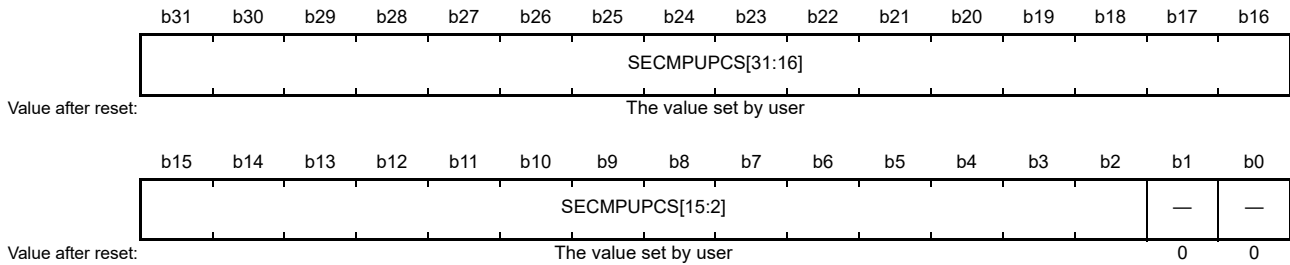 b31 b30 b29 b28 b27 b26 b25 b24 b23 b22 b21 b20 b19 b18 b17 b16
SECMPUPCS[31:16]
Value after reset: The value set by user
b15 b14 b13 b12 b11 b10 b9 b8 b7 b6 b5 b4 b3 b2 b1 b0
SECMPUPCS[15:2] — —
Value after reset: The value set by user 0 0